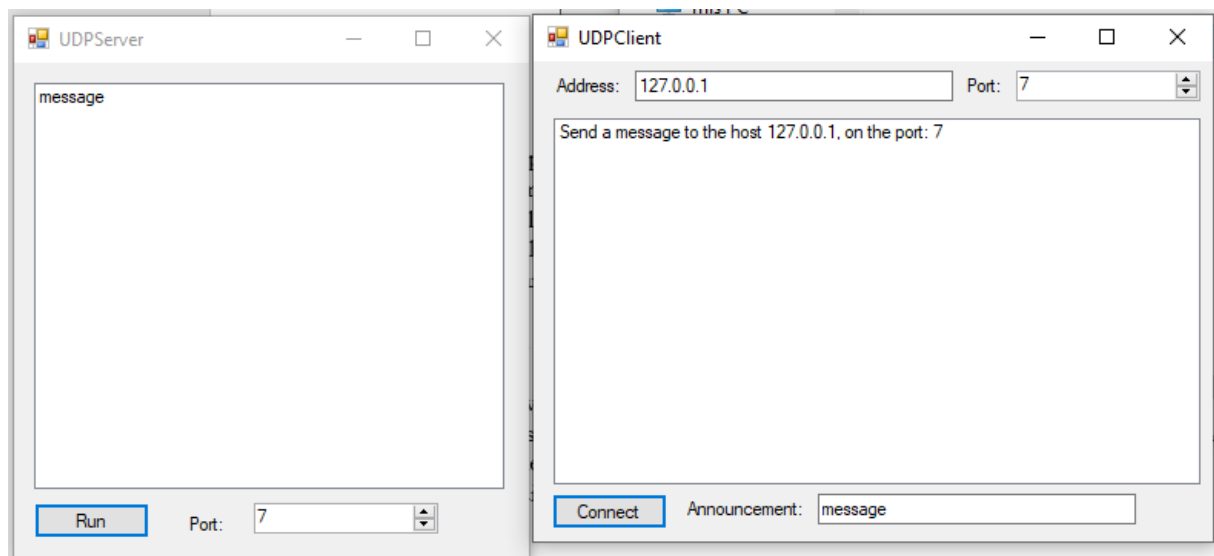 UDPServer
message
Run
Port:
7
UDPClient
Address:
127.0.0.1
Port:
7
Send a message to the host 127.0.0.1, on the port: 7
Connect
Announcement:
message